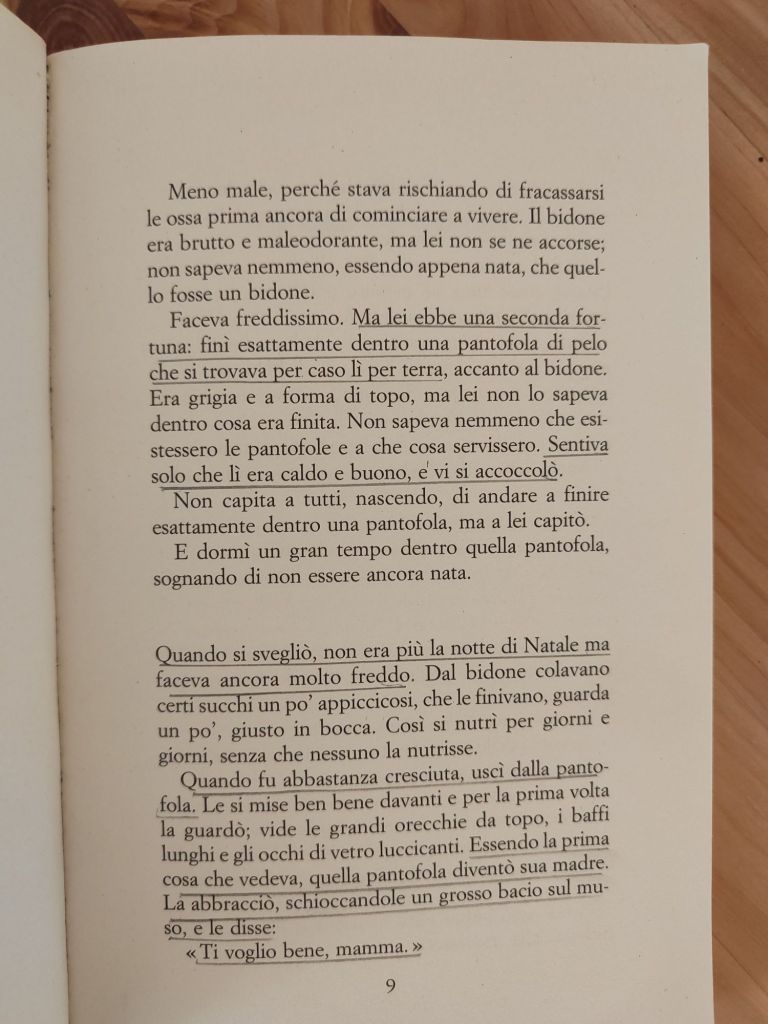 Meno male, perché stava rischiando di fracassarsi
le ossa prima ancora di cominciare a vivere. Il bidone
era brutto e maleodorante, ma lei non se ne accorse;
non sapeva nemmeno, essendo appena nata, che quel-
lo fosse un bidone.
Faceva freddissimo. Ma lei ebbe una seconda for-
tuna: finì esattamente dentro una pantofola di pelo
che si trovava per caso lì per terra, accanto al bidone.
Era grigia e a forma di topo, ma lei non lo sapeva
dentro cosa era finita. Non sapeva nemmeno che esi-
stessero le pantofole e a che cosa servissero. Sentiva
solo che lì era caldo e buono, e vi si accoccolò.
Non capita a tutti, nascendo, di andare a finire
esattamente dentro una pantofola, ma a lei capitò.
E dormì un gran tempo dentro quella pantofola,
sognando di non essere ancora nata.
Quando si svegliò, non era più la notte di Natale ma
faceva ancora molto freddo. Dal bidone colavano
certi succhi un po' appiccicosi, che le finivano, guarda
un po', giusto in bocca. Così si nutrì per giorni e
giorni, senza che nessuno la nutrisse.
Quando fu abbastanza cresciuta, uscì dalla panto-
fola. Le si mise ben bene davanti e per la prima volta
la guardò; vide le grandi orecchie da topo, i baffi
lunghi e gli occhi di vetro luccicanti. Essendo la prima
cosa che vedeva, quella pantofola diventò sua madre.
La abbracciò, schioccandole un grosso bacio sul mu-
so, e le disse:
«Ti voglio bene, mamma.»
9